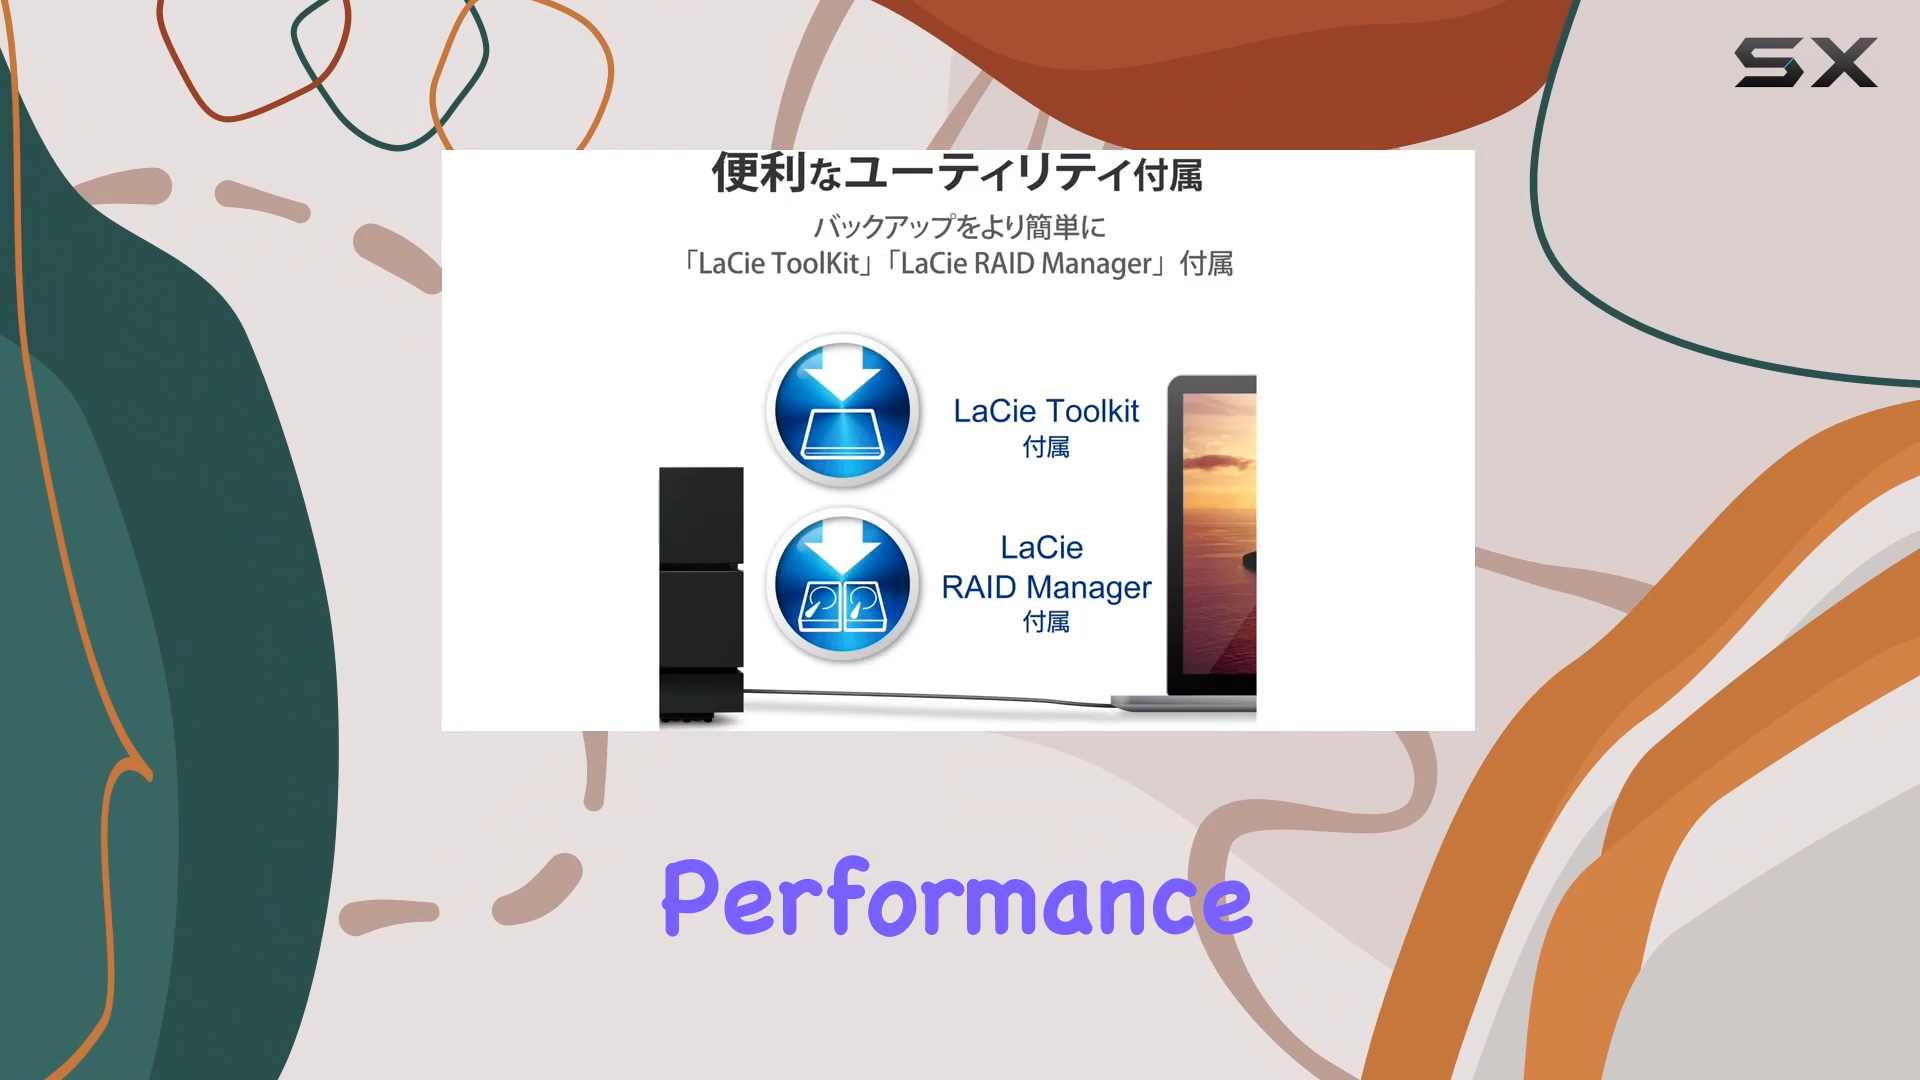 SX
便利なユーティリティ付属
バックアップをより簡単に
「LaCie ToolKit」「LaCie RAID Manager」付属
LaCie Toolkit
付属
LaCie
RAID Manager
付属
Performance